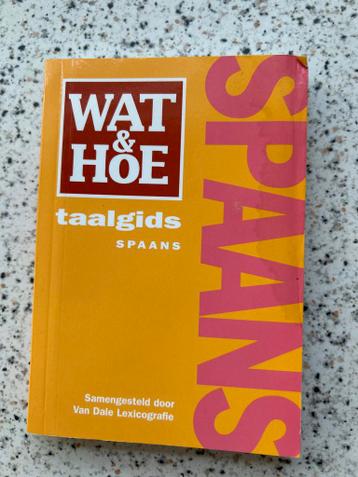 WAT
&
HOE
taalgids
SPAANS
Samengesteld door
Van Dale Lexicografie
SPAANS